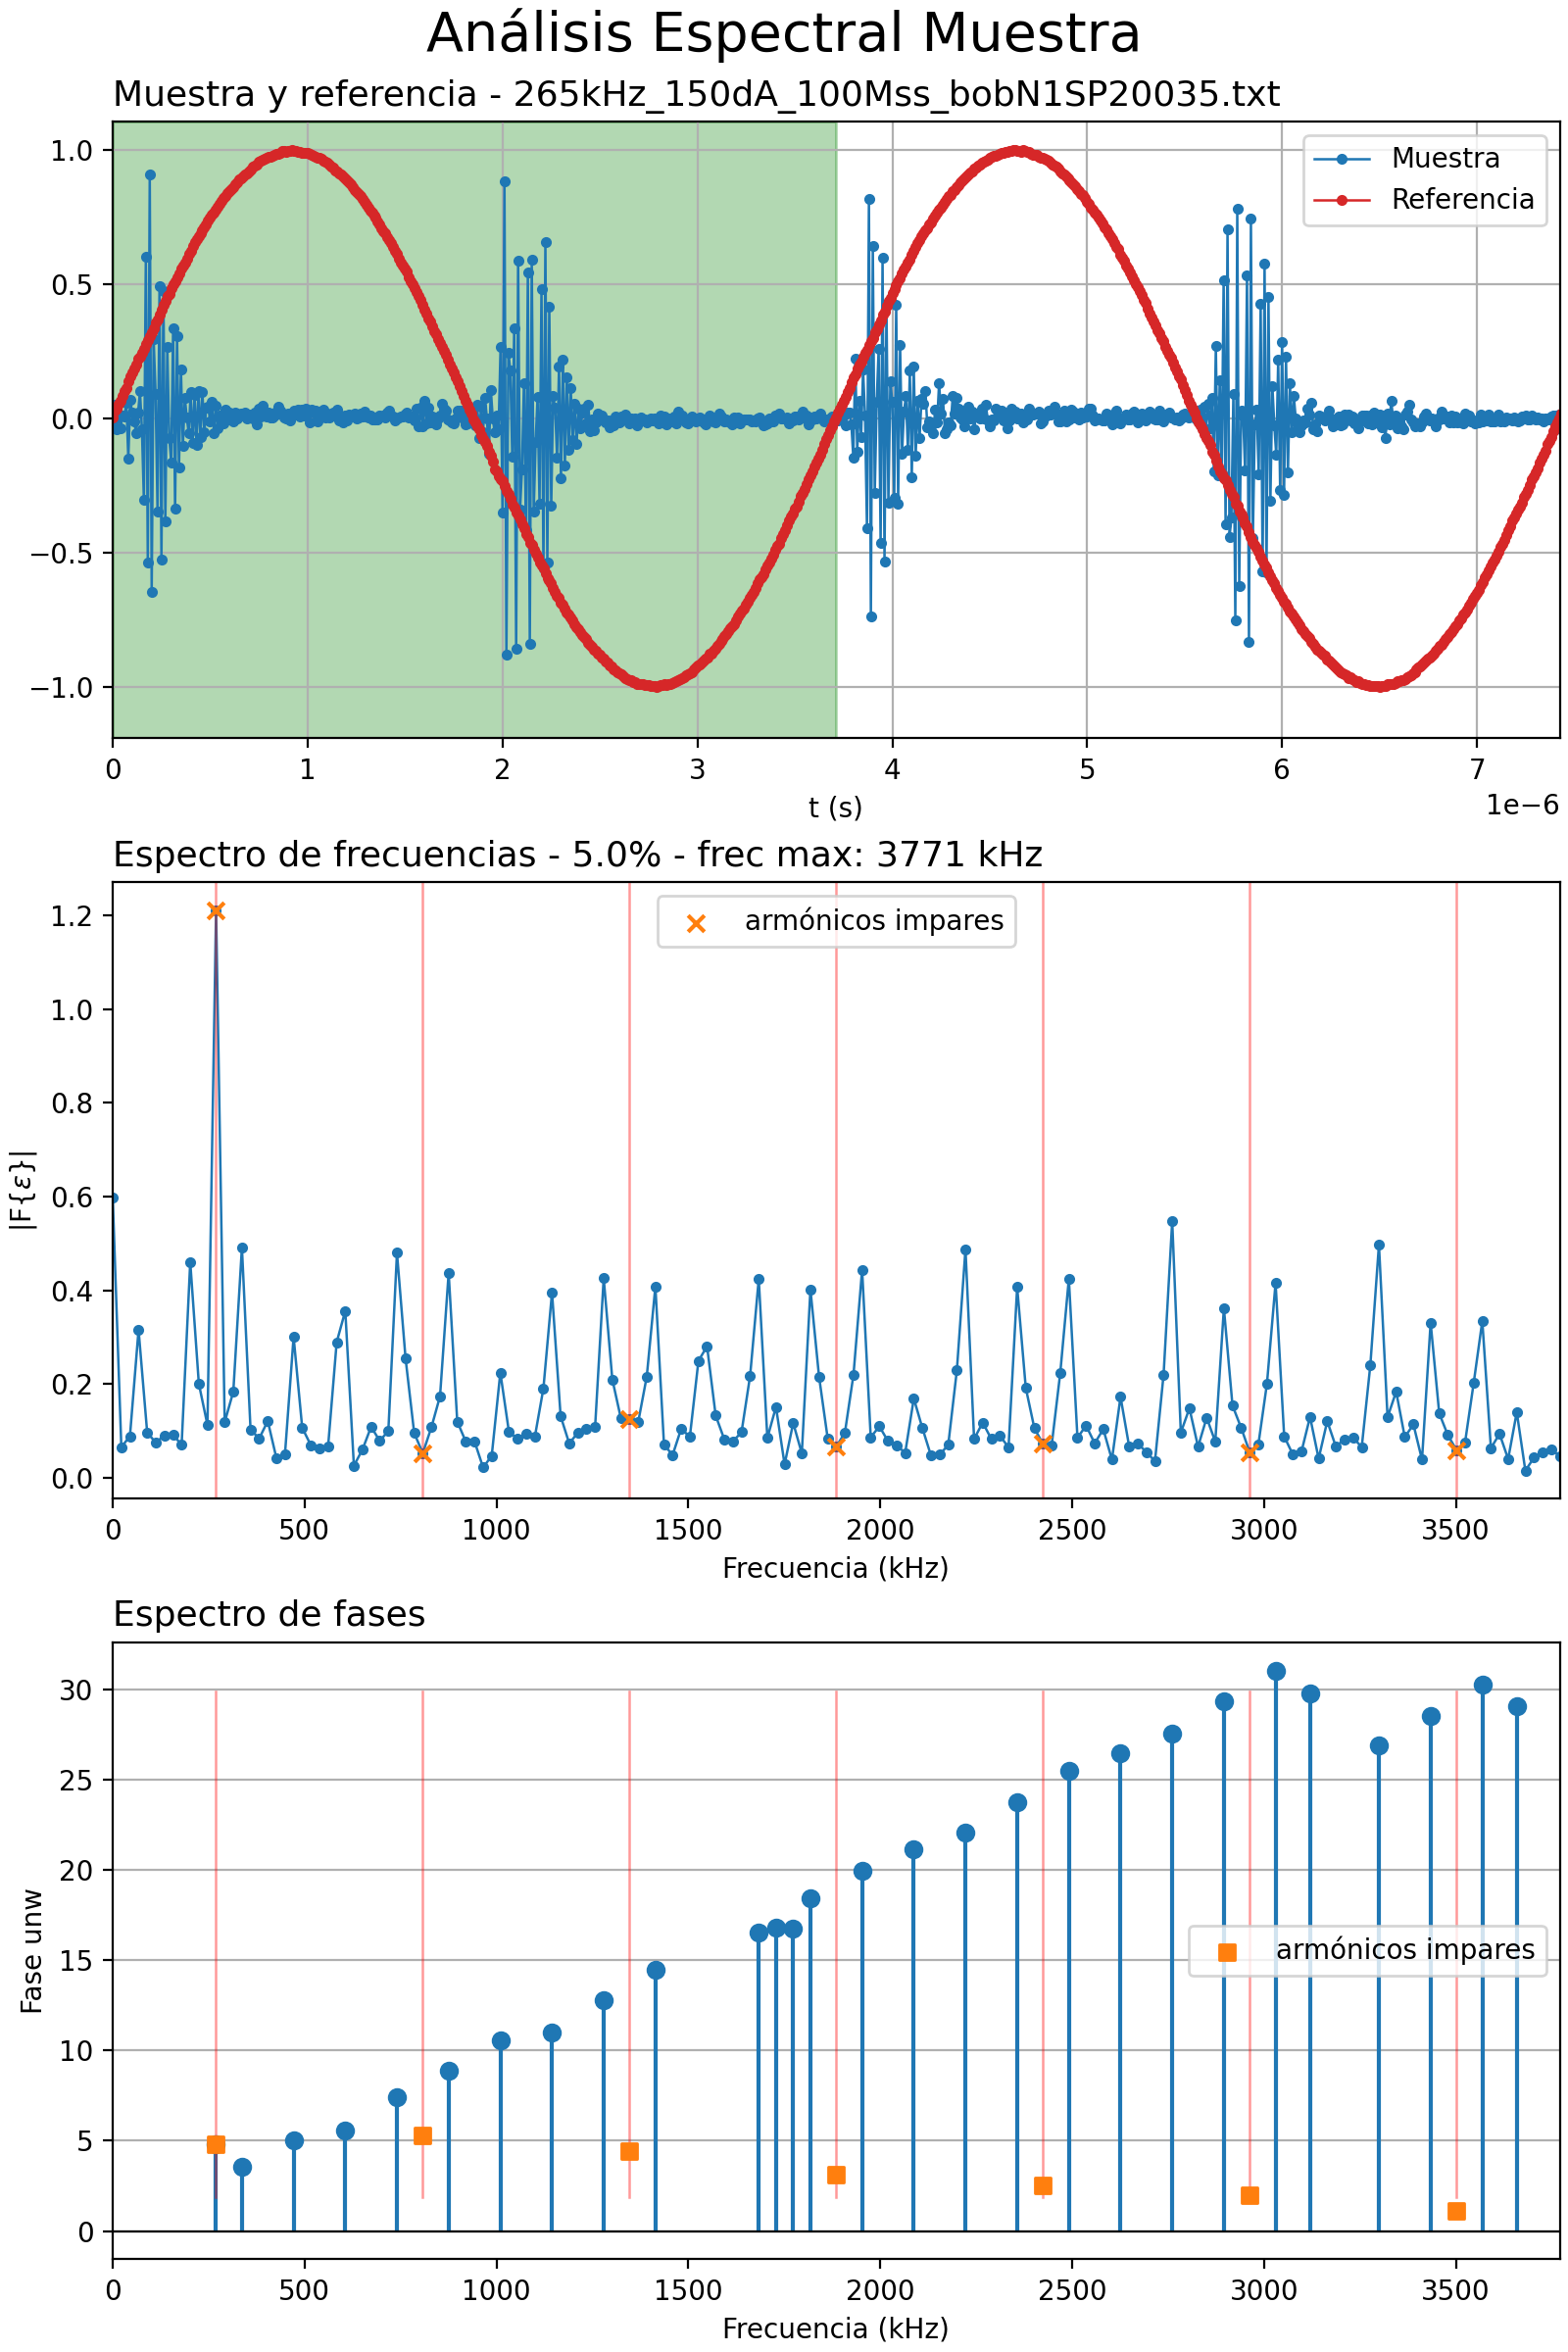 Análisis Espectral Muestra
Muestra y referencia - 265kHz_150dA_100Mss_bobN1SP20035.txt
1.0
0.5
0.0
−0.5
−1.0
Muestra
Referencia
0 1 2 3 4 5 6 7
1e−6
t (s)
Espectro de frecuencias - 5.0% - frec max: 3771 kHz
armónicos impares
1.2
1.0
0.8
0.6
0.4
0.2
0.0
|F{ε}|
0 500 1000 1500 2000 2500 3000 3500
Frecuencia (kHz)
Espectro de fases
30
25
20
15
10
5
0
Fase unw
armónicos impares
0 500 1000 1500 2000 2500 3000 3500
Frecuencia (kHz)